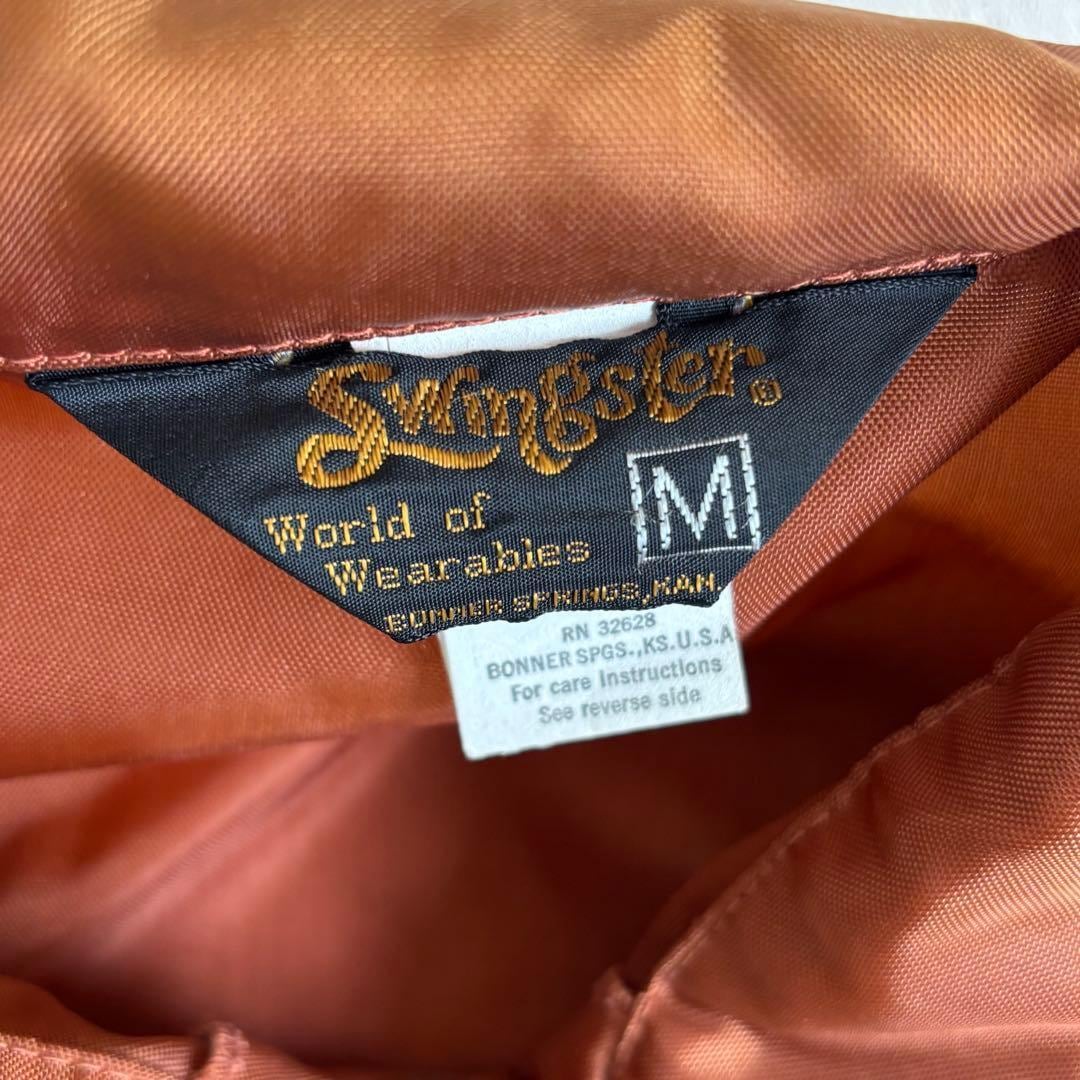 Swingster®
M
World of
Wearables
BONNER SPRINGS, KAN.
RN 32628
BONNER SPGS.,KS.U.S.A
For care Instructions
See reverse side